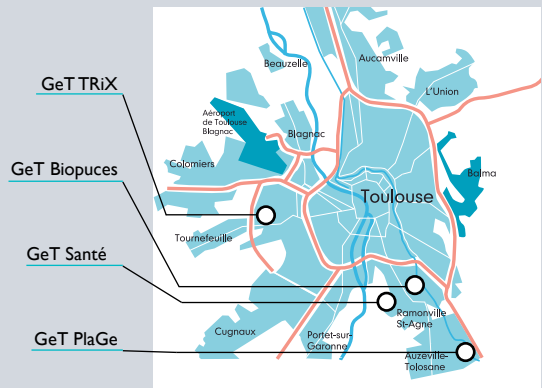 GeT TRiX
GeT Biopuces
GeT Santé
GeT PlaGe
Beauzelle
Aucamville
L'Union
Aéroport
de Toulouse
Blagnac
Blagnac
Colomiers
Balma
Toulouse
Tournefeuille
Ramonville
St-Agne
Cugnaux
Portet-sur-
Garonne
Auzeville-
Tolosane